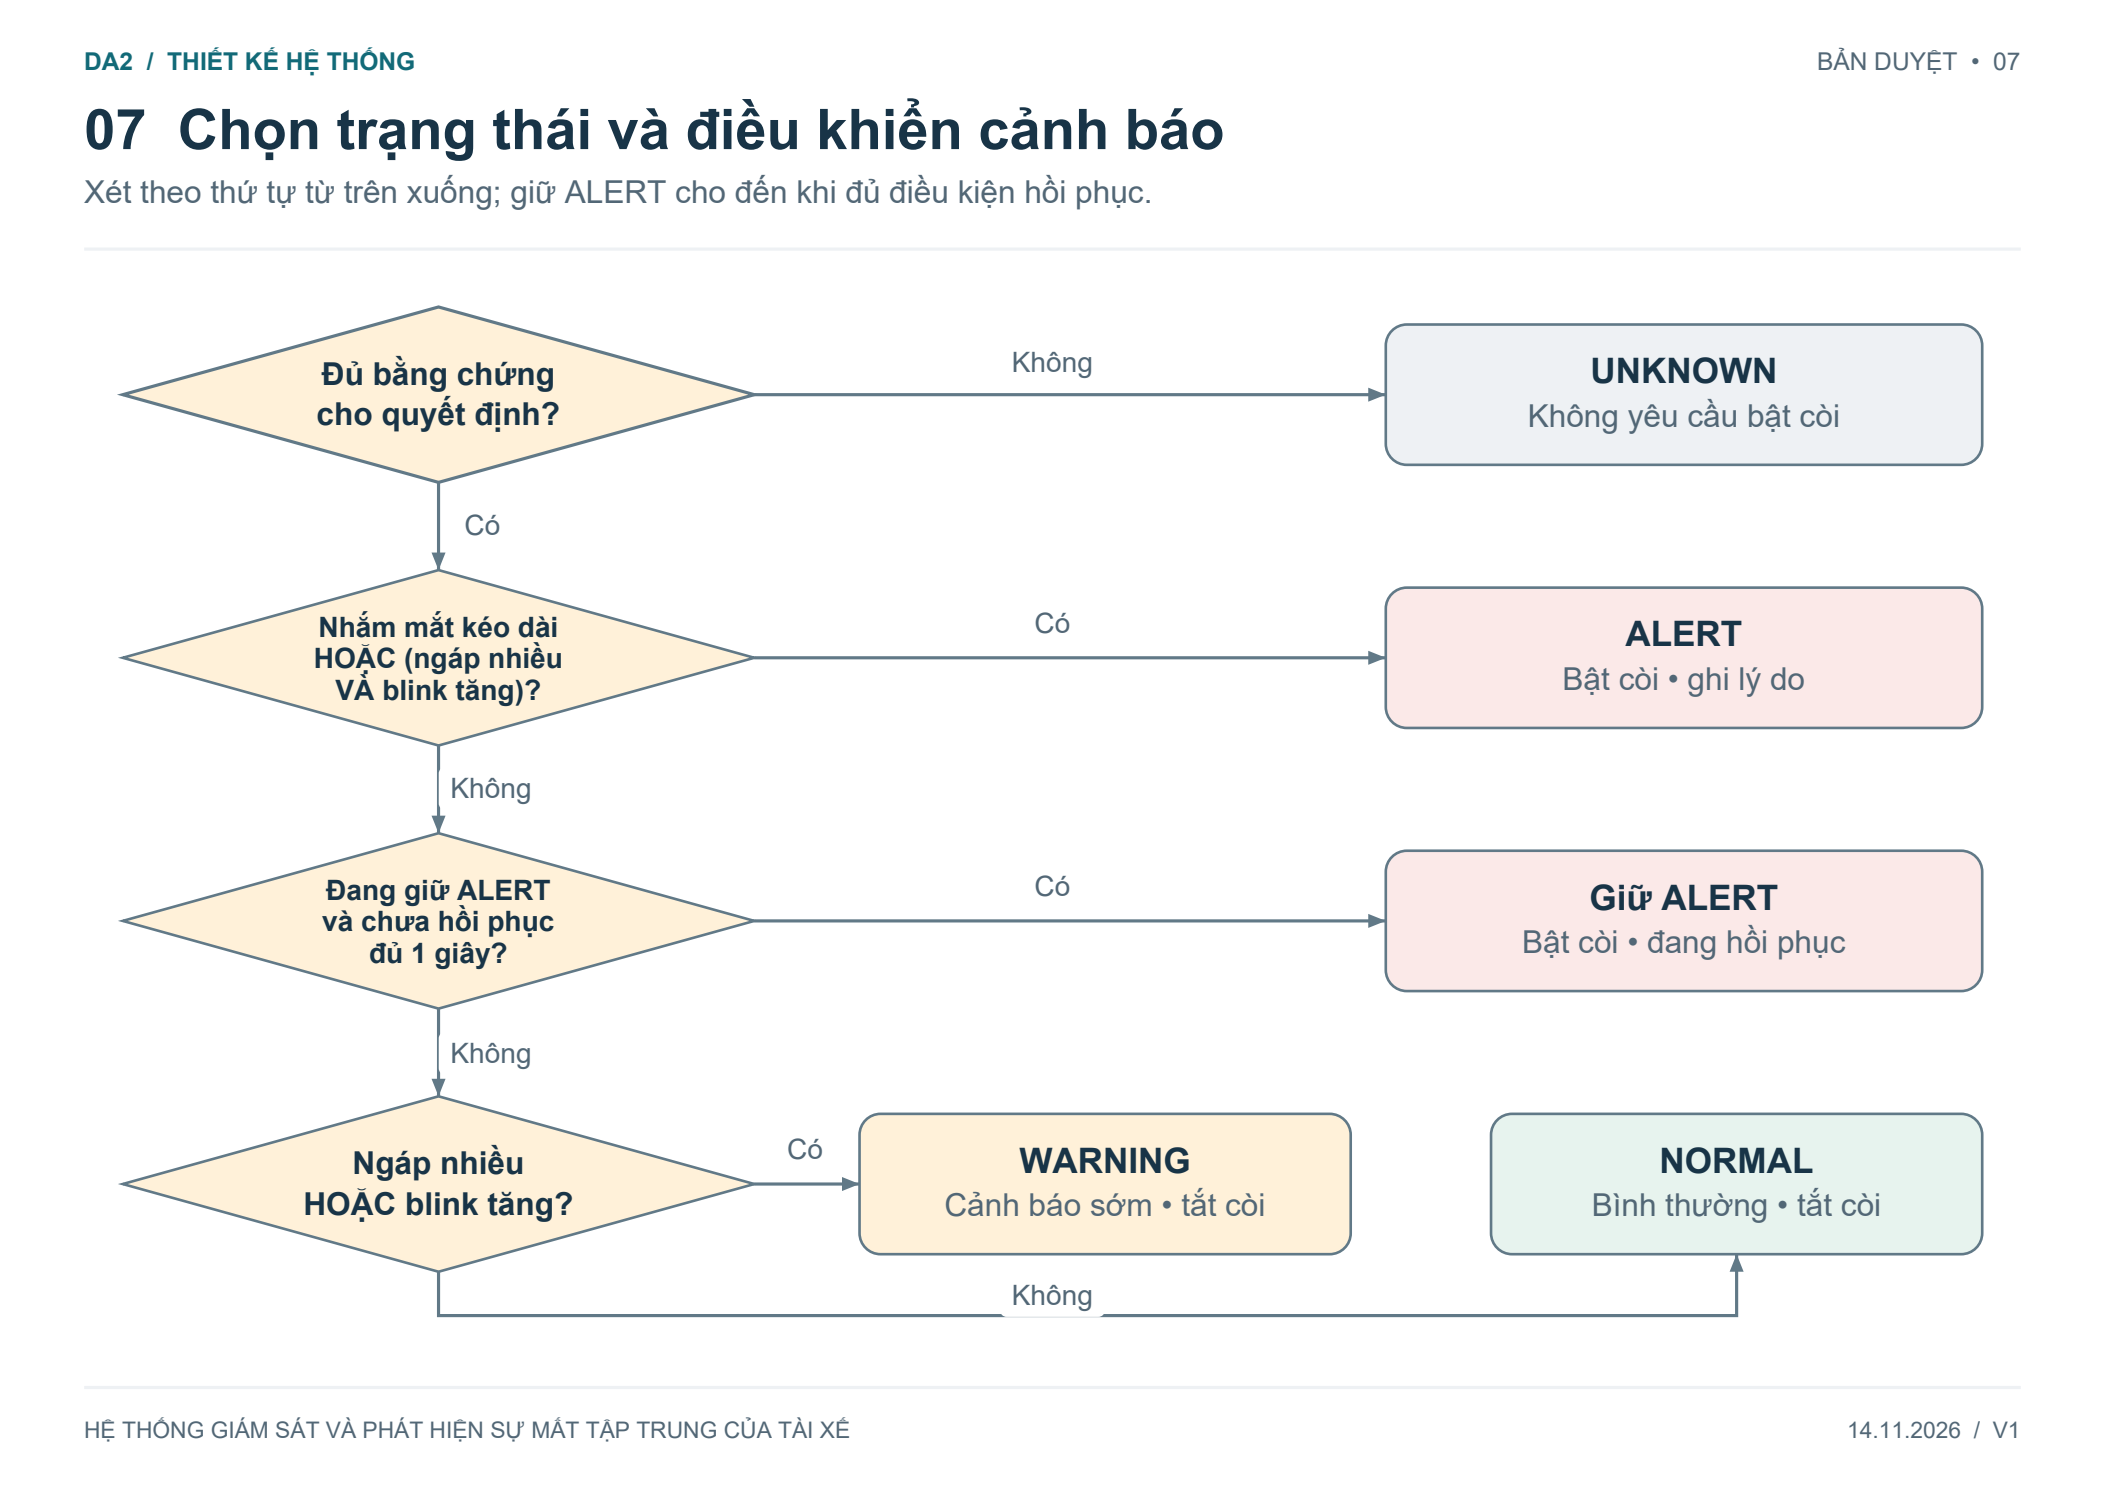 DA2 / THIẾT KẾ HỆ THỐNG
BẢN DUYỆT • 07
07 Chọn trạng thái và điều khiển cảnh báo
Xét theo thứ tự từ trên xuống; giữ ALERT cho đến khi đủ điều kiện hồi phục.
Đủ bằng chứng
cho quyết định?
Không
UNKNOWN
Không yêu cầu bật còi
Có
Nhắm mắt kéo dài
HOẶC (ngáp nhiều
VÀ blink tăng)?
Có
ALERT
Bật còi • ghi lý do
Không
Đang giữ ALERT
và chưa hồi phục
đủ 1 giây?
Có
Giữ ALERT
Bật còi • đang hồi phục
Không
Ngáp nhiều
HOẶC blink tăng?
Có
WARNING
Cảnh báo sớm • tắt còi
NORMAL
Bình thường • tắt còi
Không
HỆ THỐNG GIÁM SÁT VÀ PHÁT HIỆN SỰ MẤT TẬP TRUNG CỦA TÀI XẾ
14.11.2026 / V1